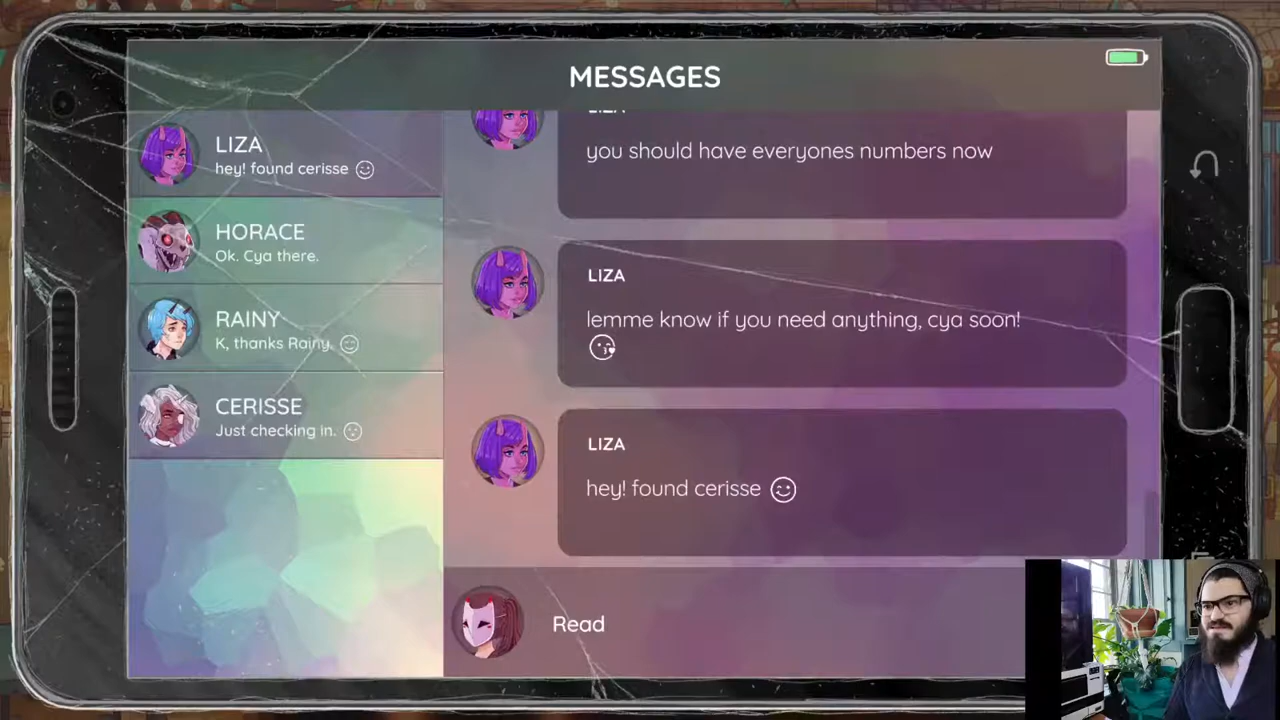 MESSAGES
LIZA
hey! found cerisse
HORACE
Ok. Cya there.
RAINY
K, thanks Rainy.
CERISSE
Just checking in.
LIZA
you should have everyones numbers now
LIZA
lemme know if you need anything, cya soon!
LIZA
hey! found cerisse
Read